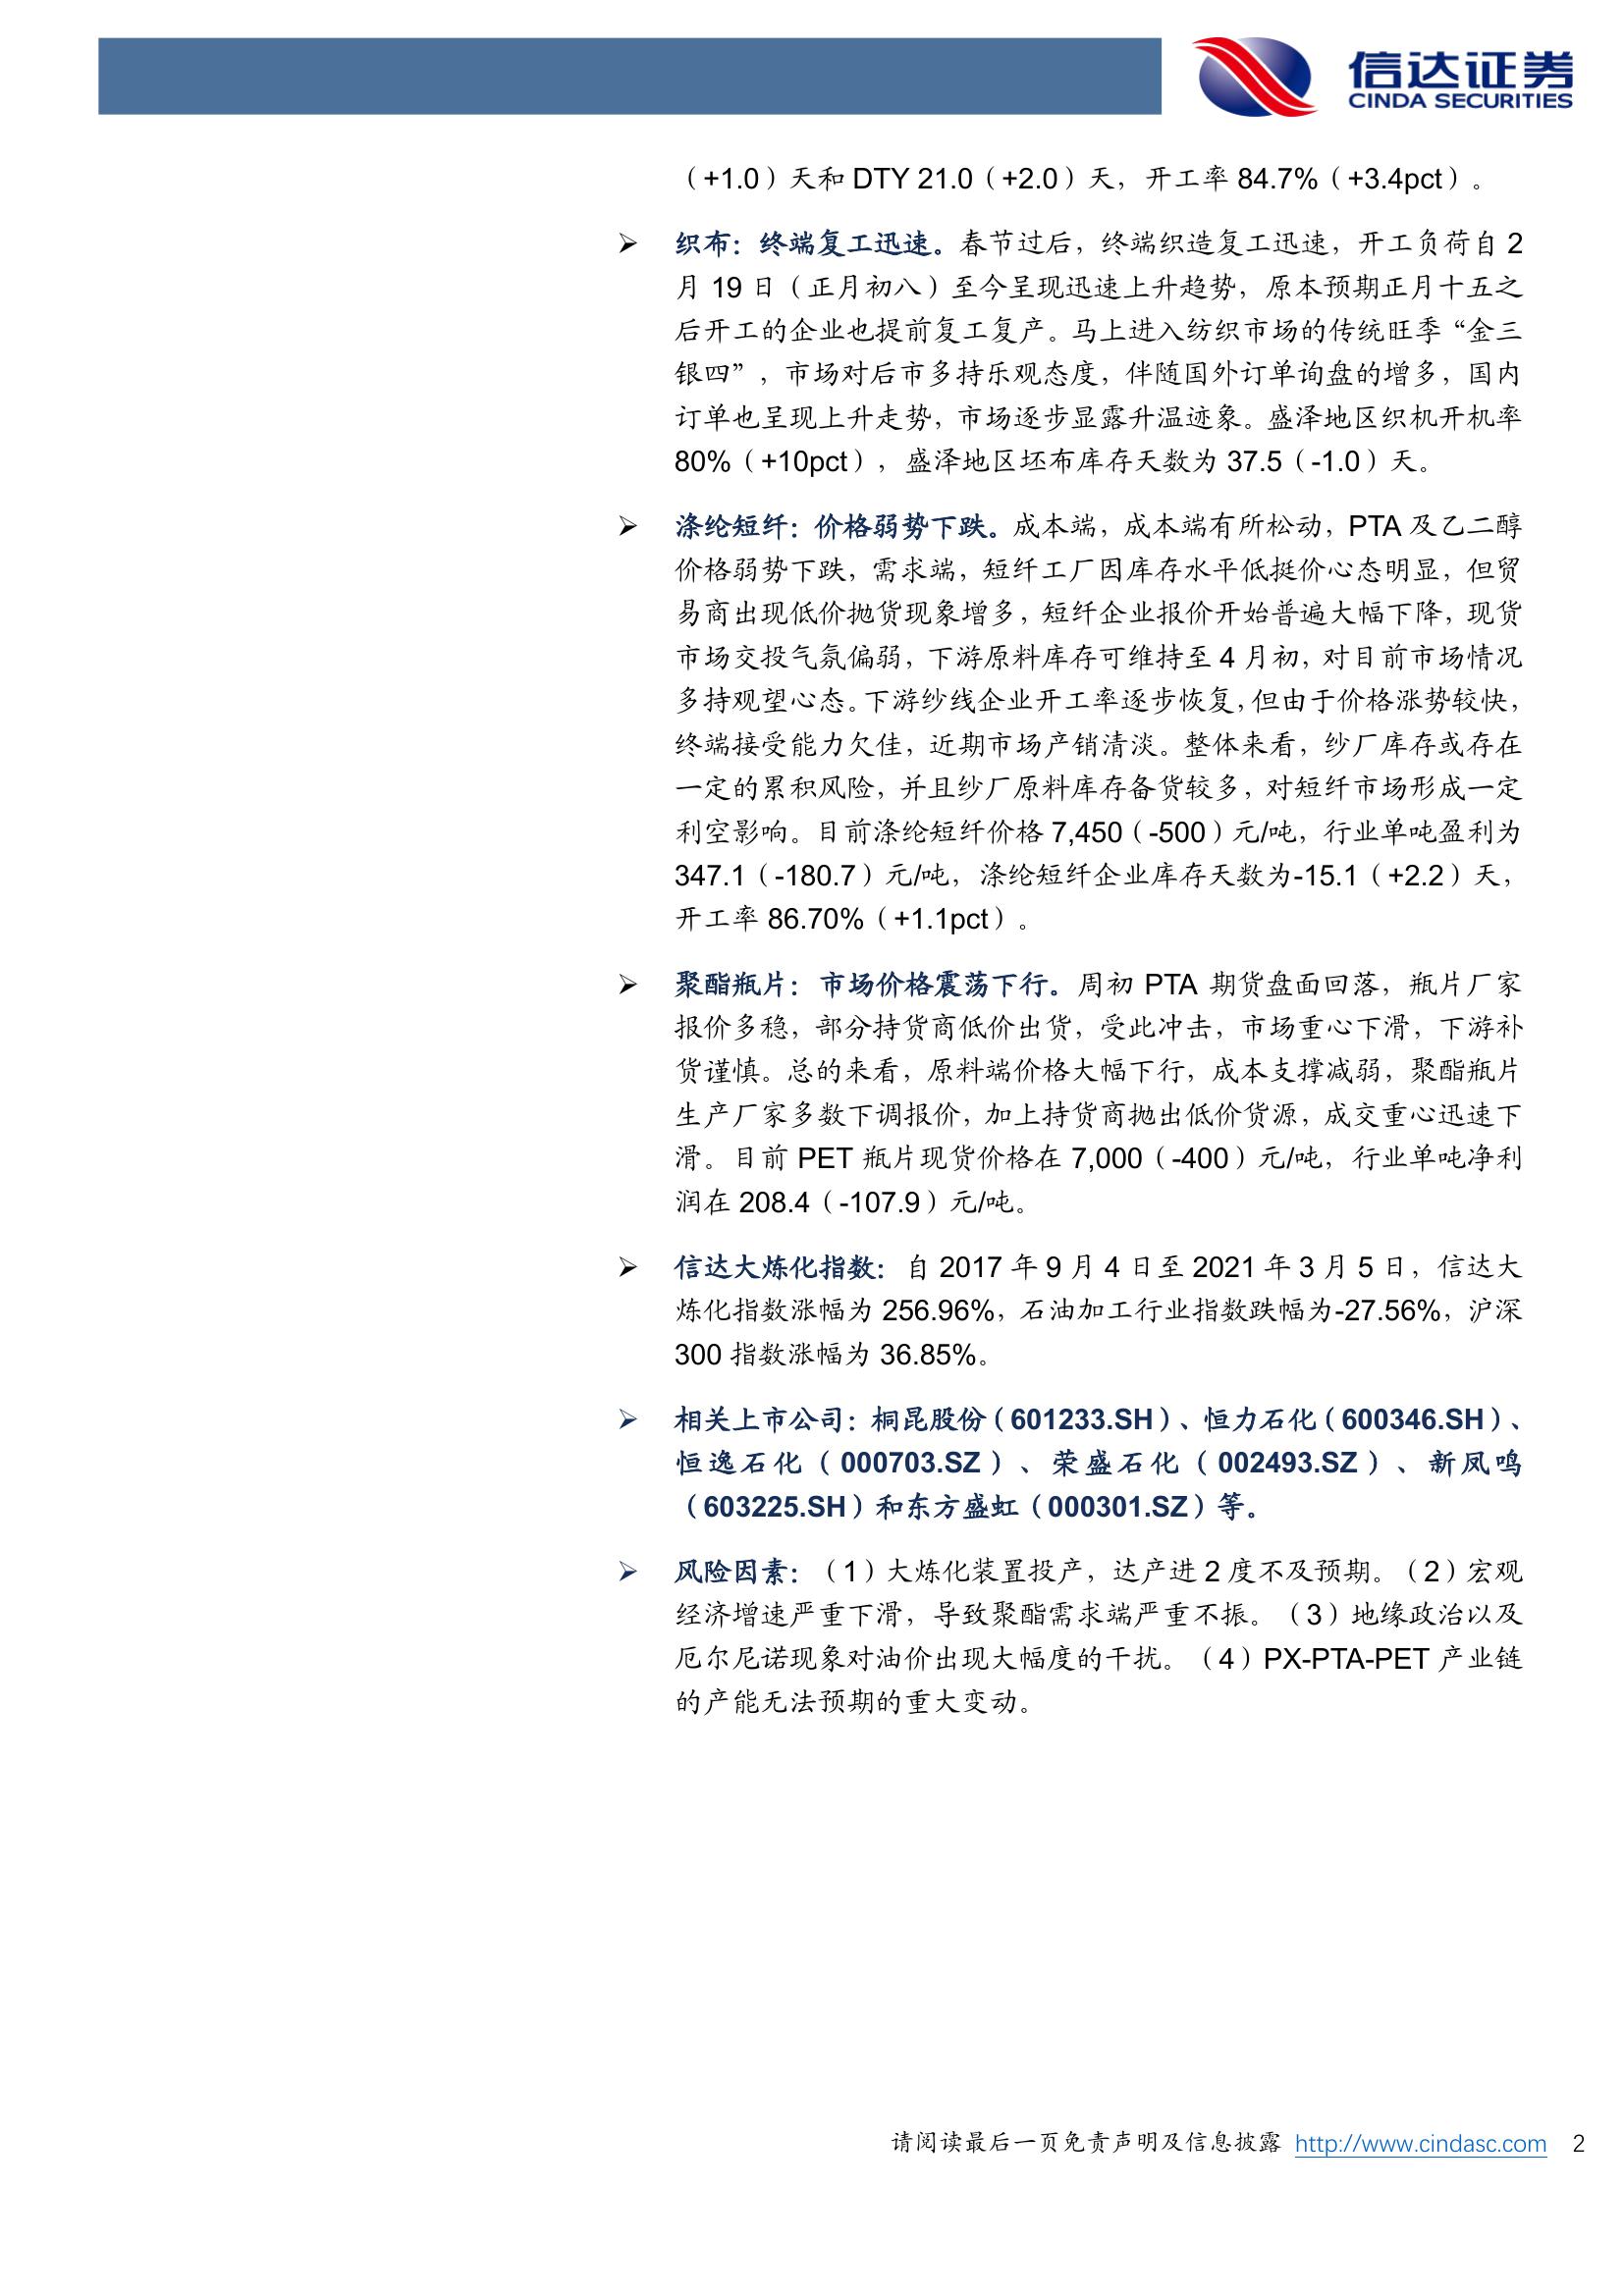 信达证券
CINDA SECURITIES
（+1.0）天和 DTY 21.0（+2.0）天，开工率 84.7%（+3.4pct）。
➢ 织布：终端复工迅速。春节过后，终端织造复工迅速，开工负荷自 2
月 19 日（正月初八）至今呈现迅速上升趋势，原本预期正月十五之
后开工的企业也提前复工复产。马上进入纺织市场的传统旺季“金三
银四”，市场对后市多持乐观态度，伴随国外订单询盘的增多，国内
订单也呈现上升走势，市场逐步显露升温迹象。盛泽地区织机开机率
80%（+10pct），盛泽地区坯布库存天数为 37.5（-1.0）天。
➢ 涤纶短纤：价格弱势下跌。成本端，成本端有所松动，PTA 及乙二醇
价格弱势下跌，需求端，短纤工厂因库存水平低挺价心态明显，但贸
易商出现低价抛货现象增多，短纤企业报价开始普遍大幅下降，现货
市场交投气氛偏弱，下游原料库存可维持至 4 月初，对目前市场情况
多持观望心态。下游纱线企业开工率逐步恢复，但由于价格涨势较快，
终端接受能力欠佳，近期市场产销清淡。整体来看，纱厂库存或存在
一定的累积风险，并且纱厂原料库存备货较多，对短纤市场形成一定
利空影响。目前涤纶短纤价格 7,450（-500）元/吨，行业单吨盈利为
347.1（-180.7）元/吨，涤纶短纤企业库存天数为-15.1（+2.2）天，
开工率 86.70%（+1.1pct）。
➢ 聚酯瓶片：市场价格震荡下行。周初 PTA 期货盘面回落，瓶片厂家
报价多稳，部分持货商低价出货，受此冲击，市场重心下滑，下游补
货谨慎。总的来看，原料端价格大幅下行，成本支撑减弱，聚酯瓶片
生产厂家多数下调报价，加上持货商抛出低价货源，成交重心迅速下
滑。目前 PET 瓶片现货价格在 7,000（-400）元/吨，行业单吨净利
润在 208.4（-107.9）元/吨。
➢ 信达大炼化指数：自 2017 年 9 月 4 日至 2021 年 3 月 5 日，信达大
炼化指数涨幅为 256.96%，石油加工行业指数跌幅为-27.56%，沪深
300 指数涨幅为 36.85%。
➢ 相关上市公司：桐昆股份（601233.SH）、恒力石化（600346.SH）、
恒逸石化（000703.SZ）、荣盛石化（002493.SZ）、新凤鸣
（603225.SH）和东方盛虹（000301.SZ）等。
➢ 风险因素：（1）大炼化装置投产，达产进 2 度不及预期。（2）宏观
经济增速严重下滑，导致聚酯需求端严重不振。（3）地缘政治以及
厄尔尼诺现象对油价出现大幅度的干扰。（4）PX-PTA-PET 产业链
的产能无法预期的重大变动。
请阅读最后一页免责声明及信息披露 http://www.cindasc.com 2